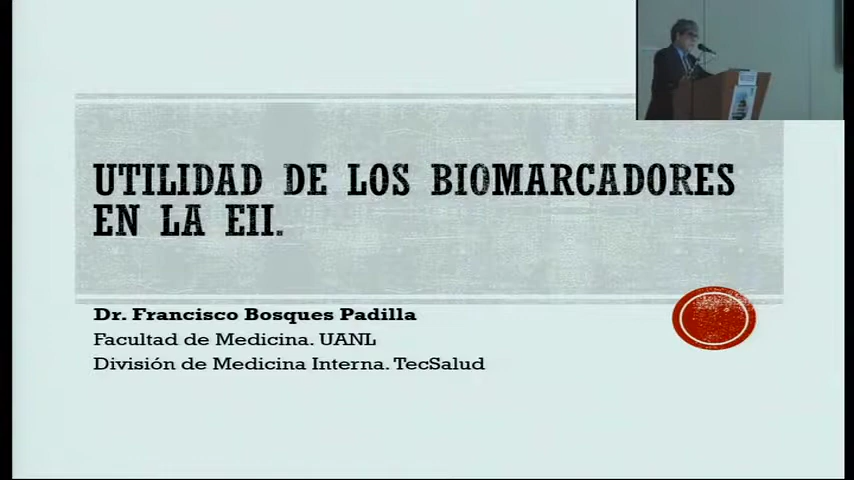 UTILIDAD DE LOS BIOMARCADORES
EN LA EII.
Dr. Francisco Bosques Padilla
Facultad de Medicina. UANL
División de Medicina Interna. TecSalud